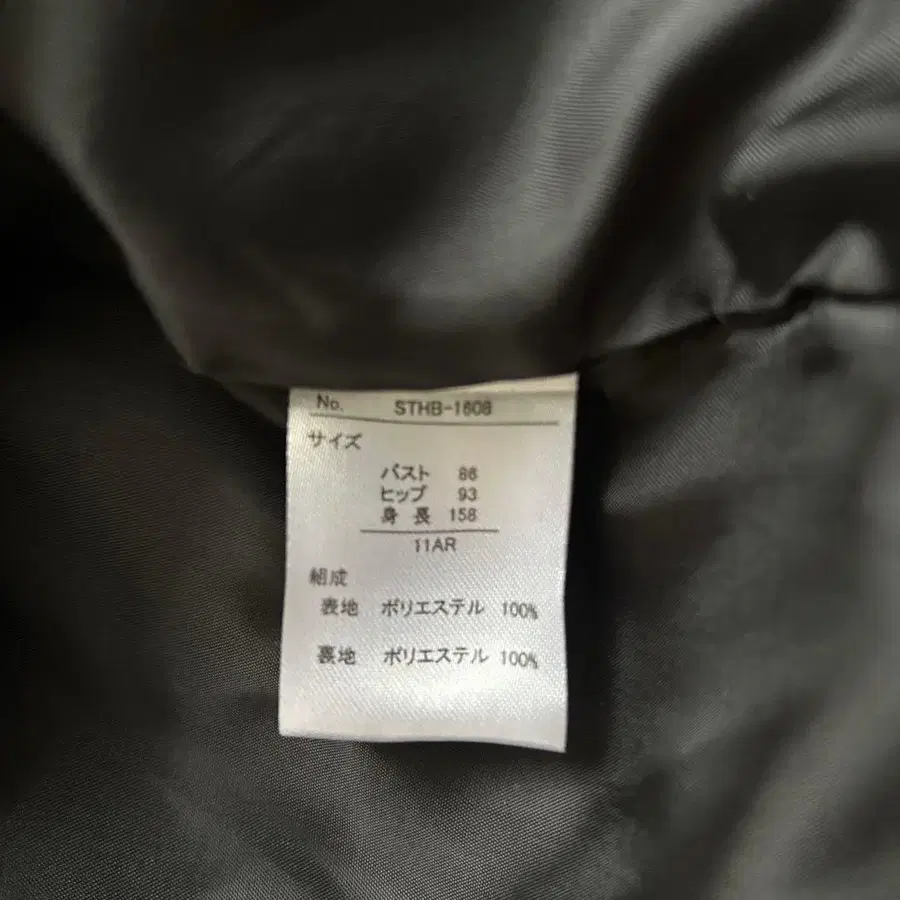 No. STHB-1608
サイズ
バスト 86
ヒップ 93
身長 158
11AR
組成
表地 ポリエステル 100%
裏地 ポリエステル 100%